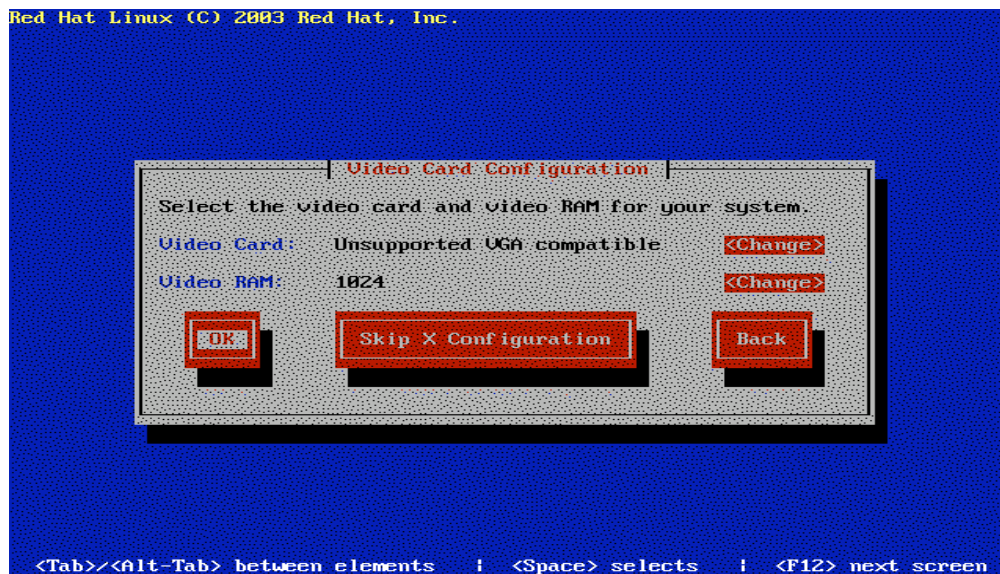 Red Hat Linux (C) 2003 Red Hat, Inc.
Video Card Configuration
Select the video card and video RAM for your system.
Video Card: Unsupported VGA compatible <Change>
Video RAM: 1024 <Change>
OK Skip X Configuration Back
<Tab>/<Alt-Tab> between elements | <Space> selects | <F12> next screen